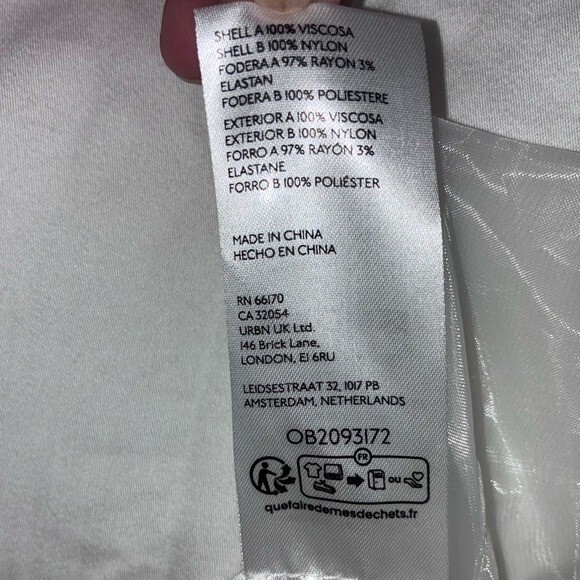 SHELL A 100% VISCOSA
SHELL B 100% NYLON
FODERA A 97% RAYON 3%
ELASTAN
FODERA B 100% POLIESTERE
EXTERIOR A 100% VISCOSA
EXTERIOR B 100% NYLON
FORRO A 97% RAYÓN 3%
ELASTANE
FORRO B 100% POLIÉSTER
MADE IN CHINA
HECHO EN CHINA
RN 66170
CA 32054
URBN UK Ltd.
146 Brick Lane,
LONDON, E1 6RU
LEIDSESTRAAT 32, 1017 PB
AMSTERDAM, NETHERLANDS
OB2093172
FR
OU
quefairedemesdechets.fr